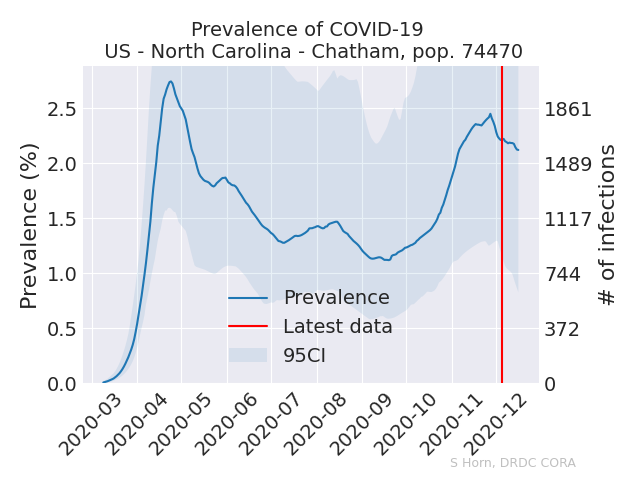 Prevalence of COVID-19
US - North Carolina - Chatham, pop. 74470
Prevalence (%)
2.5
2.0
1.5
1.0
0.5
0.0
1861
1489
1117
744
372
0
# of infections
Prevalence
Latest data
95CI
2020-03
2020-04
2020-05
2020-06
2020-07
2020-08
2020-09
2020-10
2020-11
2020-12
S Horn, DRDC CORA